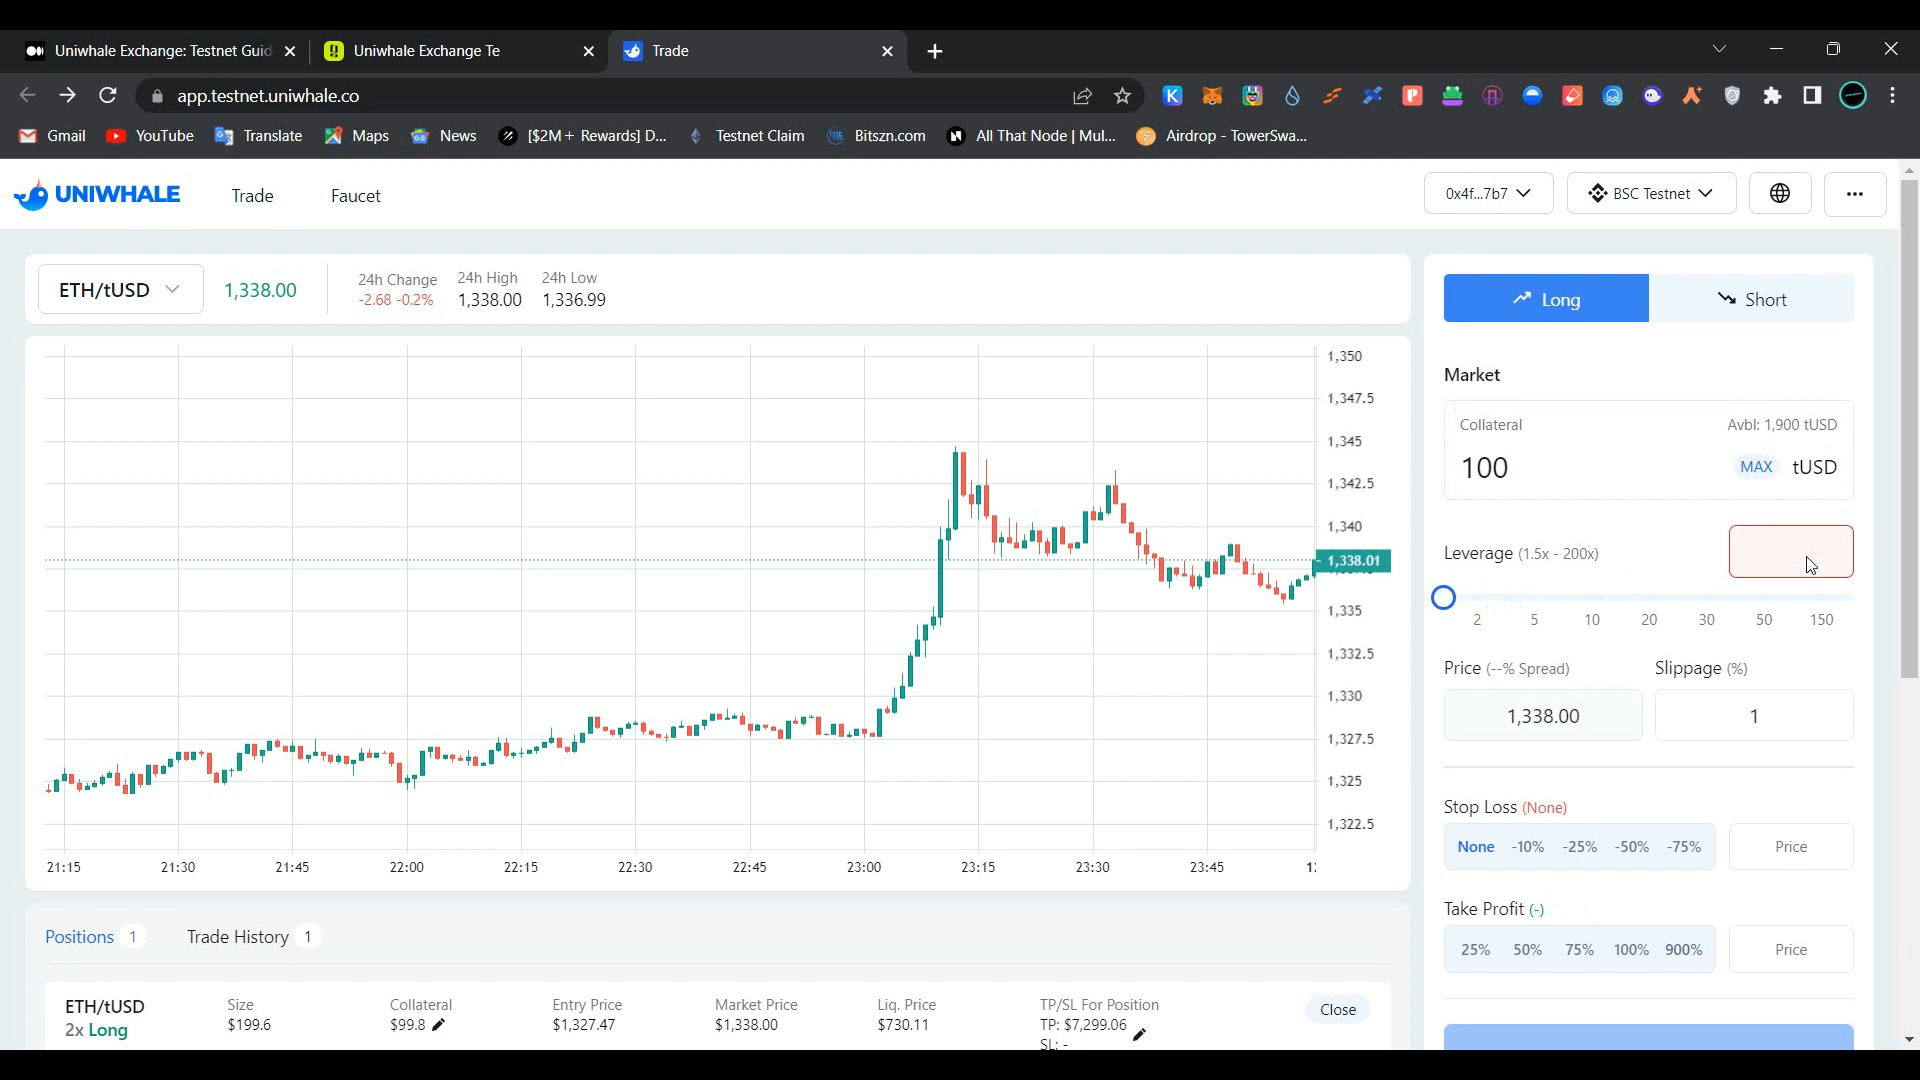 Uniwhale Exchange: Testnet Guid
Uniwhale Exchange Te
Trade
app.testnet.uniwhale.co
Gmail
YouTube
Translate
Maps
News
[$2M+ Rewards] D...
Testnet Claim
Bitszn.com
All That Node | Mul...
Airdrop - TowerSwa...
UNIWHALE
Trade
Faucet
0x4f...7b7
BSC Testnet
ETH/tUSD
1,338.00
24h Change
-2.68 -0.2%
24h High
1,338.00
24h Low
1,336.99
1,350
1,347.5
1,345
1,342.5
1,340
1,338.01
1,335
1,332.5
1,330
1,327.5
1,325
1,322.5
21:15
21:30
21:45
22:00
22:15
22:30
22:45
23:00
23:15
23:30
23:45
1:
Long
Short
Market
Collateral
Avbl: 1,900 tUSD
100
MAX
tUSD
Leverage (1.5x - 200x)
2
5
10
20
30
50
150
Price (--% Spread)
Slippage (%)
1,338.00
1
Stop Loss (None)
None
-10%
-25%
-50%
-75%
Price
Take Profit (-)
25%
50%
75%
100%
900%
Price
Positions 1
Trade History 1
ETH/tUSD
2x Long
Size
$199.6
Collateral
$99.8
Entry Price
$1,327.47
Market Price
$1,338.00
Liq. Price
$730.11
TP/SL For Position
TP: $7,299.06
SL: -
Close